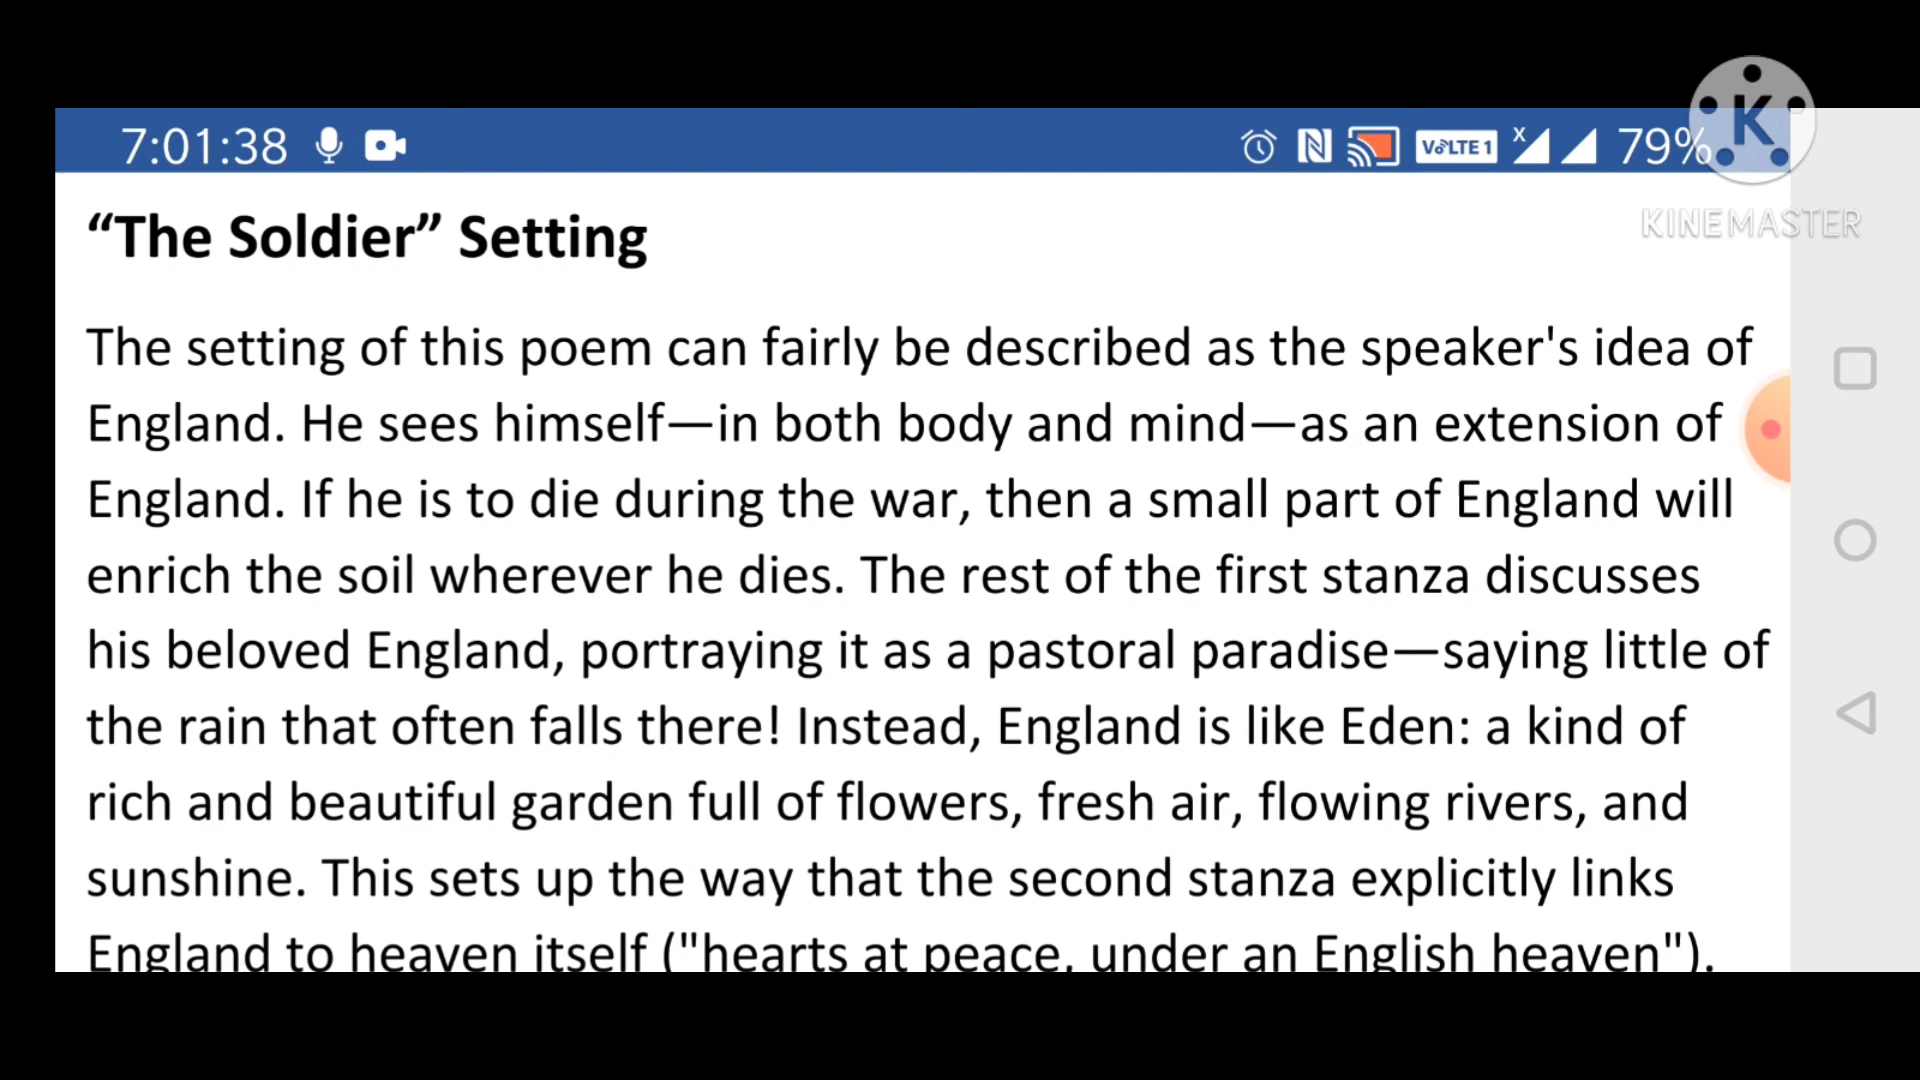 7:01:38 VoLTE 1 x 79%
K
KINEMASTER
“The Soldier” Setting
The setting of this poem can fairly be described as the speaker's idea of
England. He sees himself—in both body and mind—as an extension of
England. If he is to die during the war, then a small part of England will
enrich the soil wherever he dies. The rest of the first stanza discusses
his beloved England, portraying it as a pastoral paradise—saying little of
the rain that often falls there! Instead, England is like Eden: a kind of
rich and beautiful garden full of flowers, fresh air, flowing rivers, and
sunshine. This sets up the way that the second stanza explicitly links
England to heaven itself ("hearts at peace, under an English heaven").